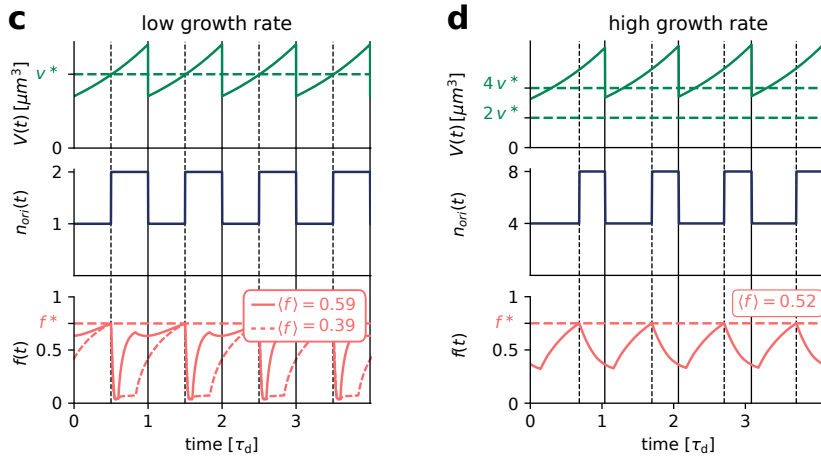 c
low growth rate
V(t) [μm³]
v*
0
n_ori(t)
2
1
f(t)
1
f*
0.5
0
⟨f⟩ = 0.59
⟨f⟩ = 0.39
0 1 2 3
time [τ_d]
d
high growth rate
V(t) [μm³]
4v*
2v*
0
n_ori(t)
8
4
f(t)
1
f*
0.5
0
⟨f⟩ = 0.52
0 1 2 3
time [τ_d]